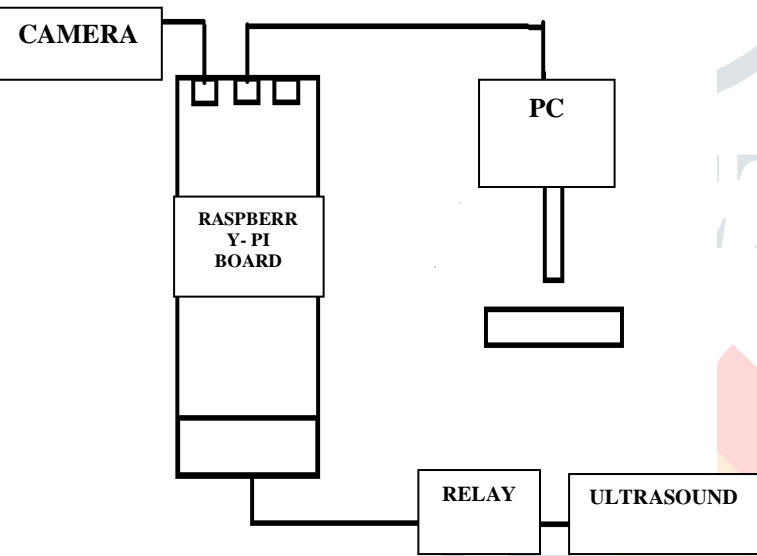 CAMERA
PC
RASPBERR
Y- PI
BOARD
RELAY
ULTRASOUND